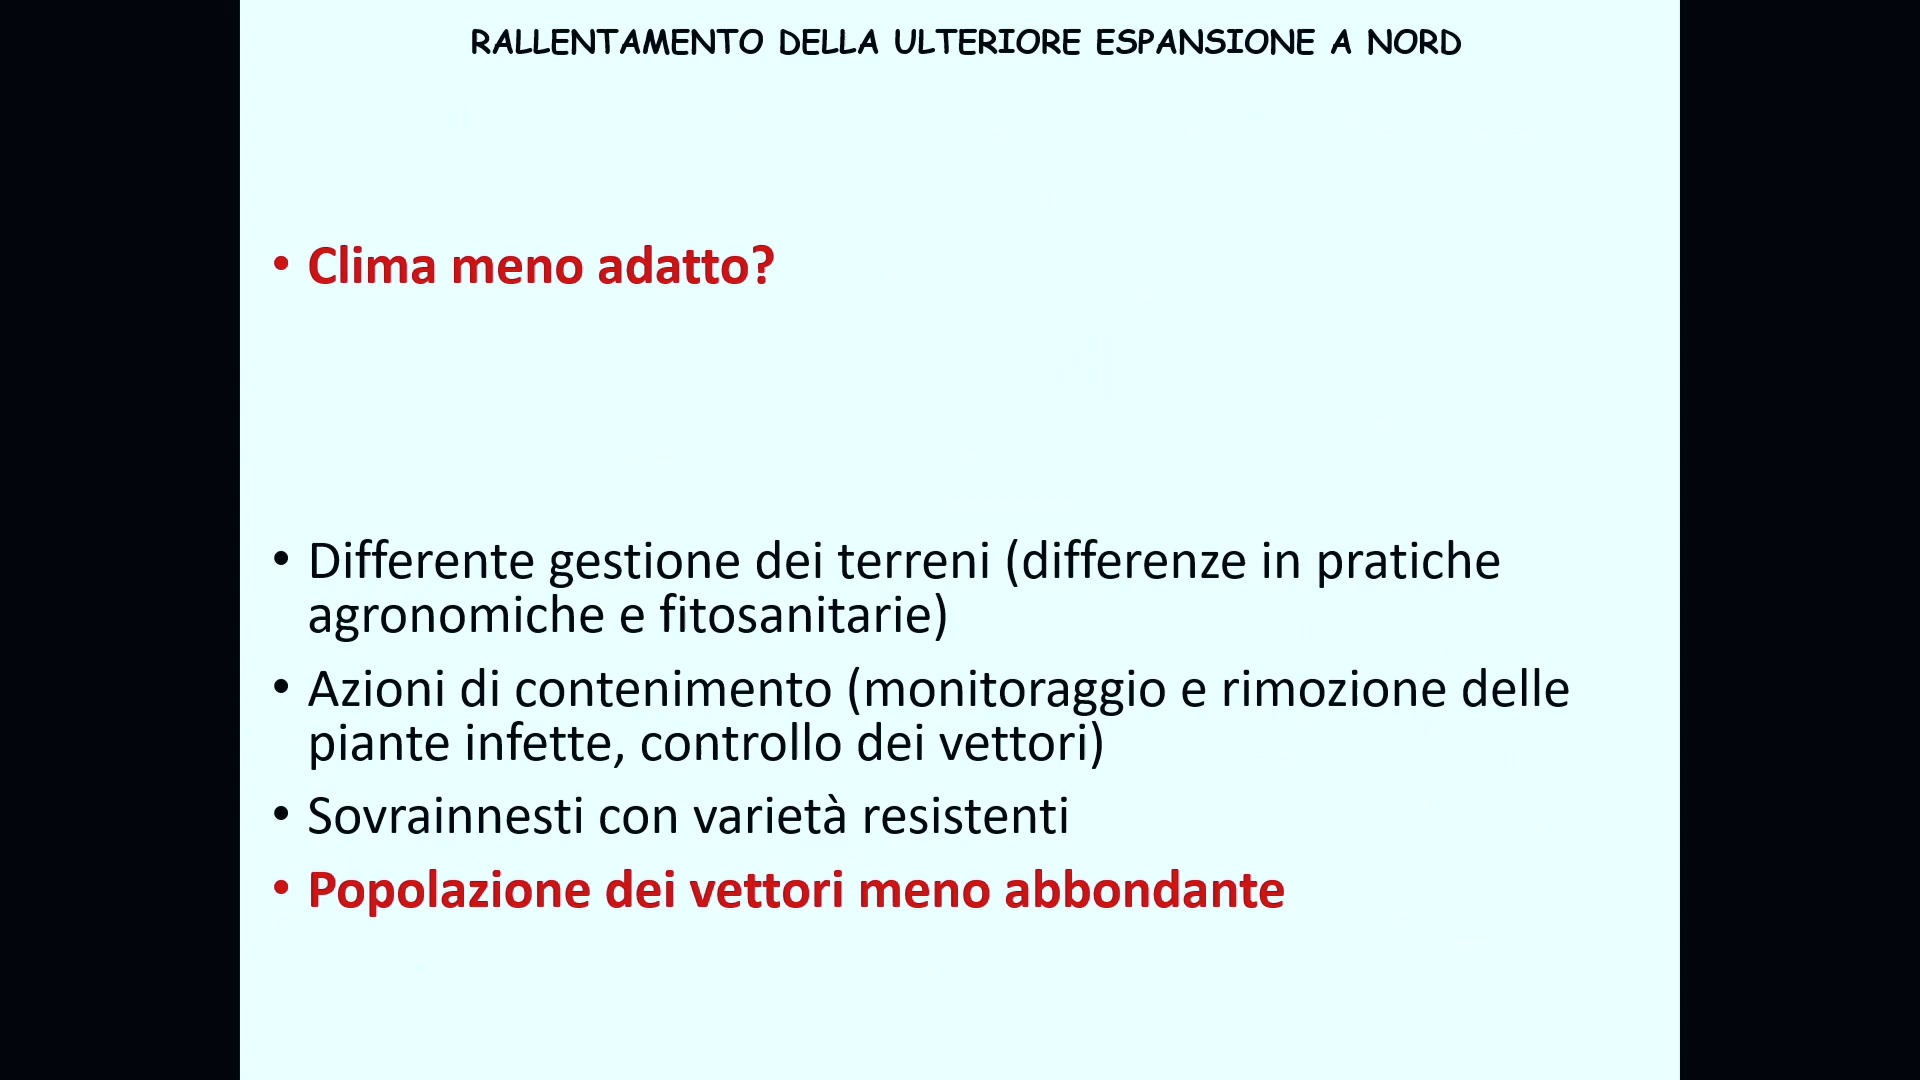 RALLENTAMENTO DELLA ULTERIORE ESPANSIONE A NORD
• Clima meno adatto?
• Differente gestione dei terreni (differenze in pratiche
agronomiche e fitosanitarie)
• Azioni di contenimento (monitoraggio e rimozione delle
piante infette, controllo dei vettori)
• Sovrainnesti con varietà resistenti
• Popolazione dei vettori meno abbondante